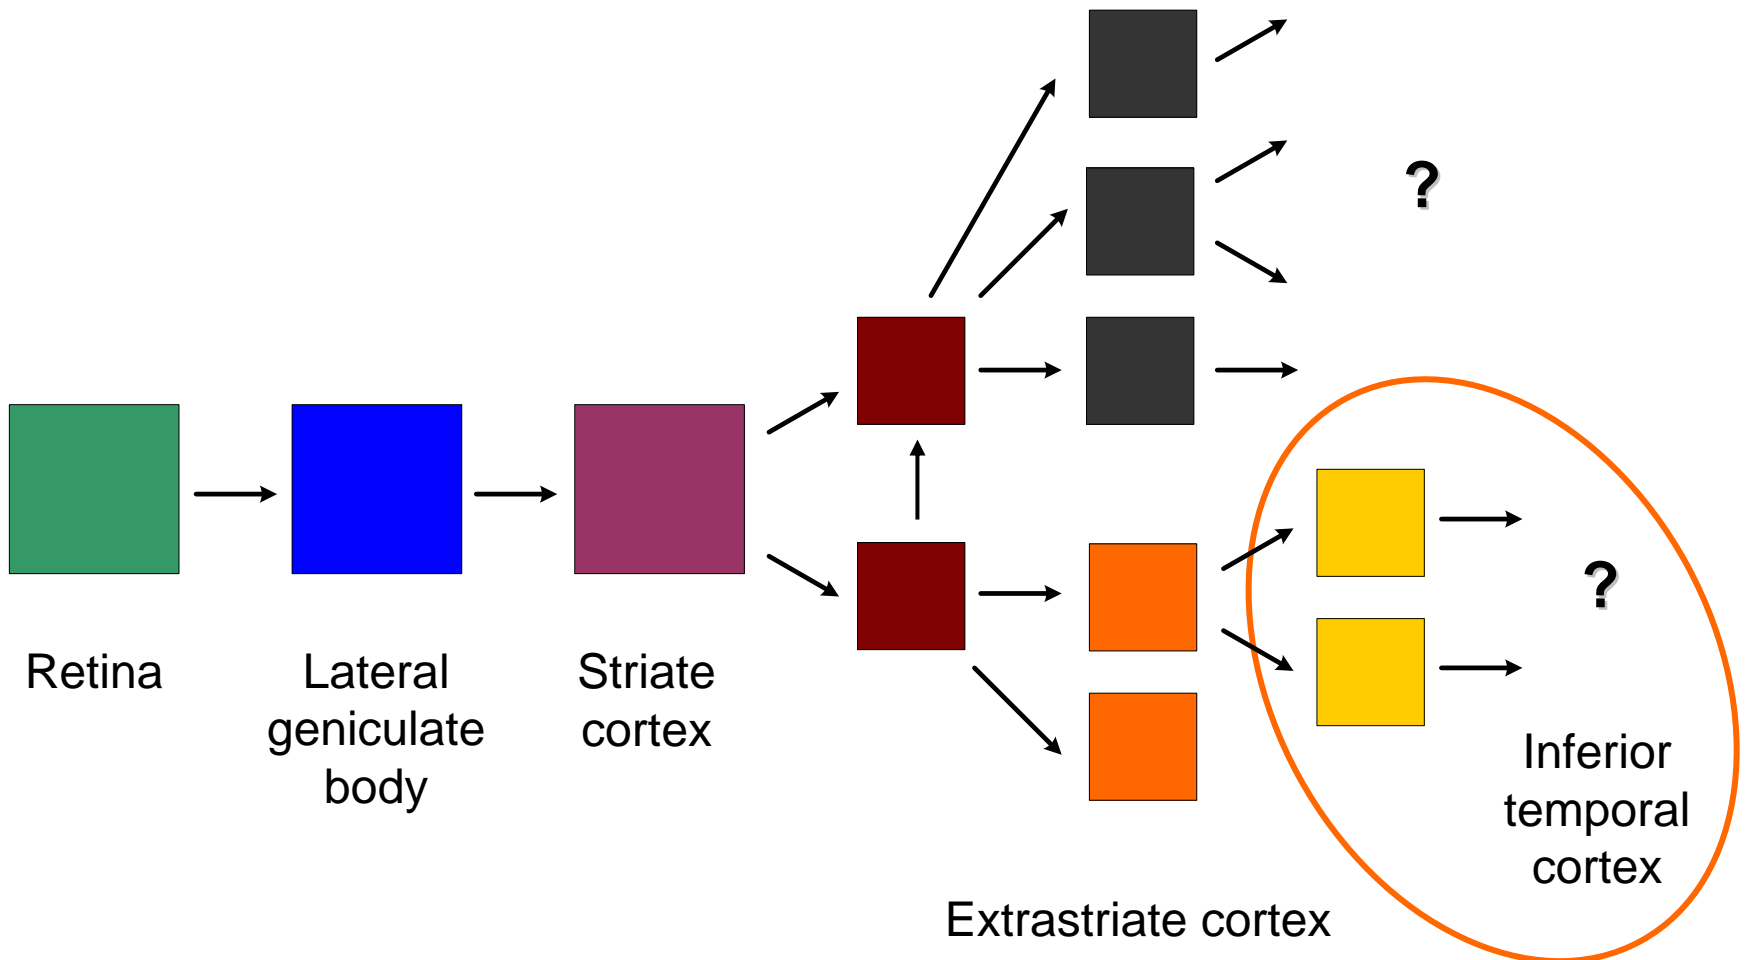 ?
?
Retina
Lateral
geniculate
body
Striate
cortex
Inferior
temporal
cortex
Extrastriate cortex